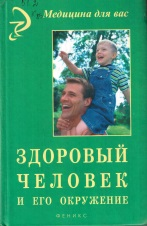 Медицина для вас
ЗДОРОВЫЙ
ЧЕЛОВЕК
И ЕГО ОКРУЖЕНИЕ
ФЕНИКС